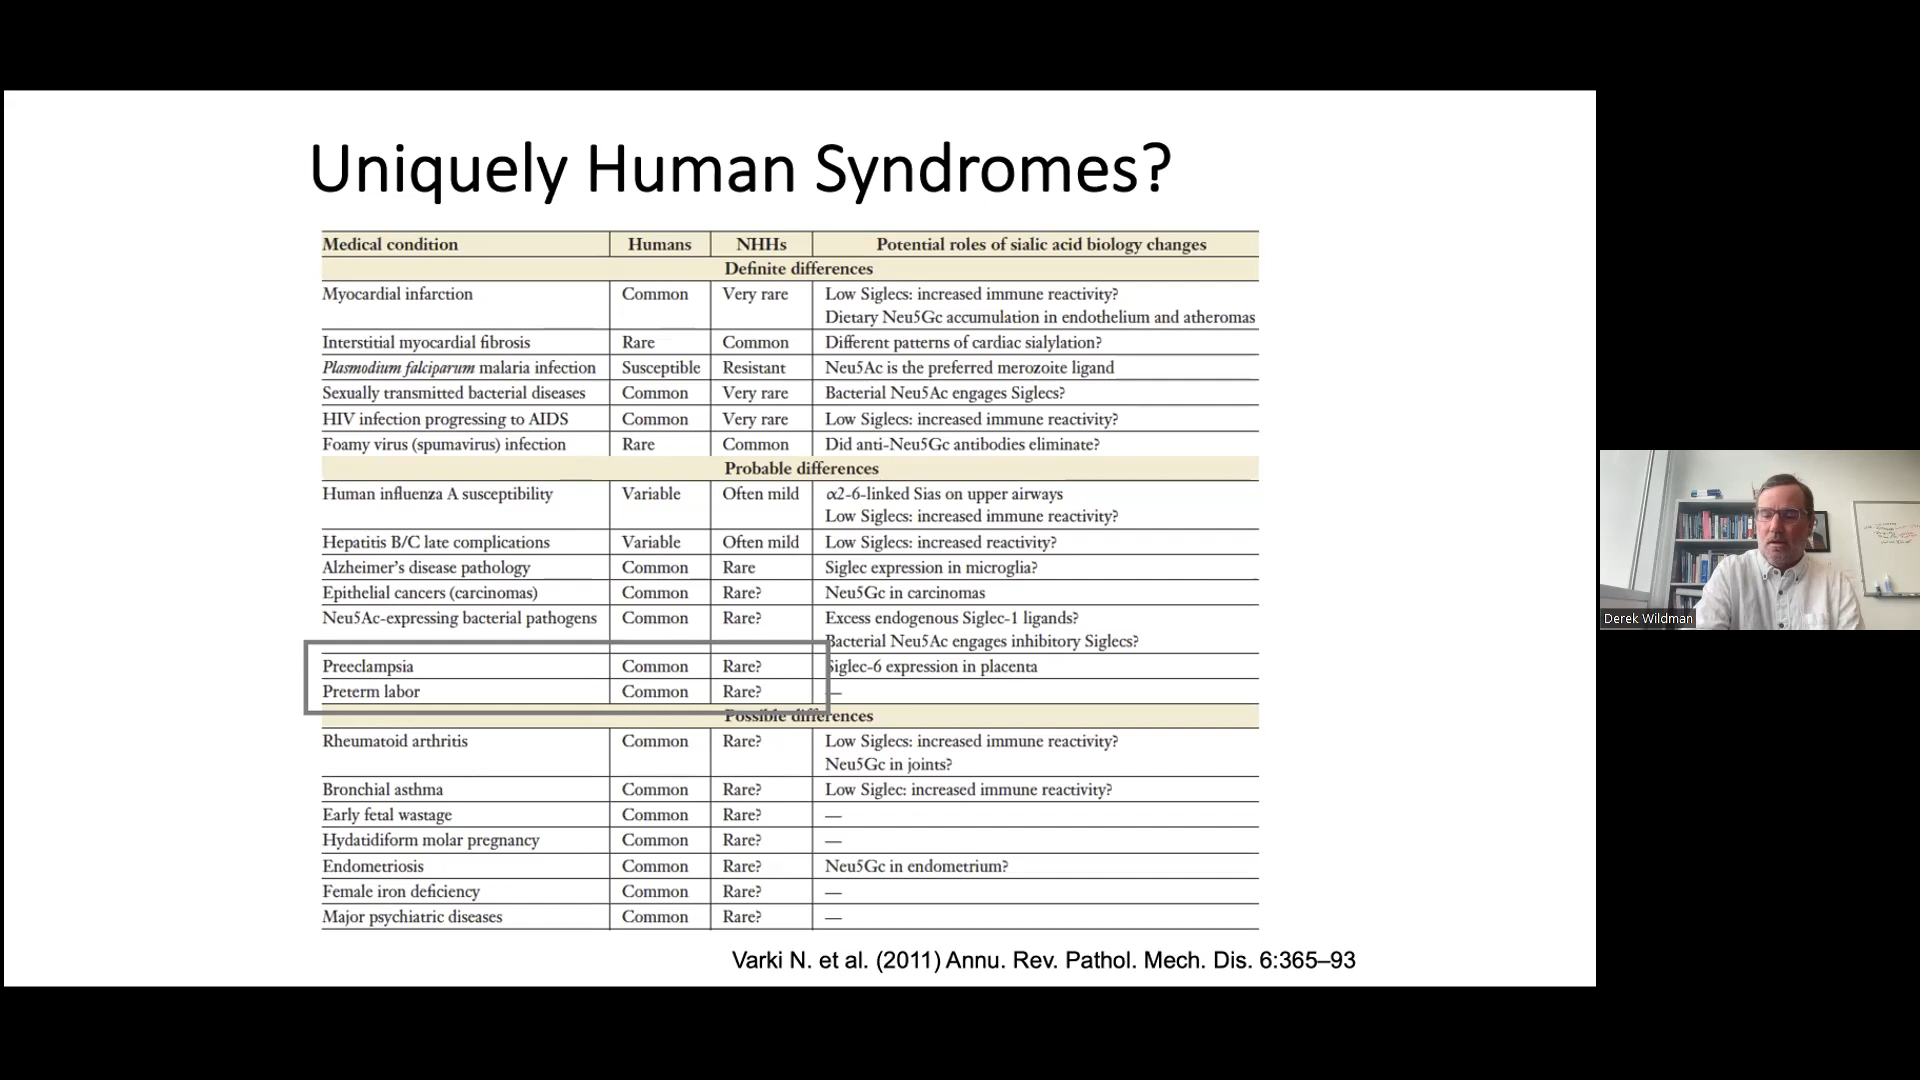 Uniquely Human Syndromes?
Medical condition Humans NHHs Potential roles of sialic acid biology changes
Definite differences
Myocardial infarction Common Very rare Low Siglecs: increased immune reactivity?
Dietary Neu5Gc accumulation in endothelium and atheromas
Interstitial myocardial fibrosis Rare Common Different patterns of cardiac sialylation?
Plasmodium falciparum malaria infection Susceptible Resistant Neu5Ac is the preferred merozoite ligand
Sexually transmitted bacterial diseases Common Very rare Bacterial Neu5Ac engages Siglecs?
HIV infection progressing to AIDS Common Very rare Low Siglecs: increased immune reactivity?
Foamy virus (spumavirus) infection Rare Common Did anti-Neu5Gc antibodies eliminate?
Probable differences
Human influenza A susceptibility Variable Often mild α2-6-linked Sias on upper airways
Low Siglecs: increased immune reactivity?
Hepatitis B/C late complications Variable Often mild Low Siglecs: increased reactivity?
Alzheimer's disease pathology Common Rare Siglec expression in microglia?
Epithelial cancers (carcinomas) Common Rare? Neu5Gc in carcinomas
Neu5Ac-expressing bacterial pathogens Common Rare? Excess endogenous Siglec-1 ligands?
Bacterial Neu5Ac engages inhibitory Siglecs?
Preeclampsia Common Rare? Siglec-6 expression in placenta
Preterm labor Common Rare? —
Possible differences
Rheumatoid arthritis Common Rare? Low Siglecs: increased immune reactivity?
Neu5Gc in joints?
Bronchial asthma Common Rare? Low Siglec: increased immune reactivity?
Early fetal wastage Common Rare? —
Hydatidiform molar pregnancy Common Rare? —
Endometriosis Common Rare? Neu5Gc in endometrium?
Female iron deficiency Common Rare? —
Major psychiatric diseases Common Rare? —
Varki N. et al. (2011) Annu. Rev. Pathol. Mech. Dis. 6:365–93
Derek Wildman